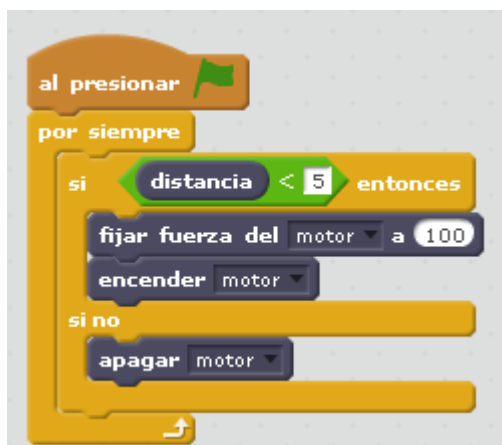 al presionar
por siempre
si distancia < 5 entonces
fijar fuerza del motor a 100
encender motor
si no
apagar motor